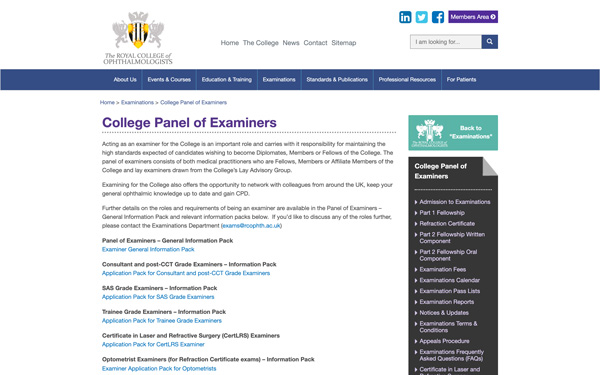 Members Area
The ROYAL COLLEGE of
OPHTHALMOLOGISTS
Home The College News Contact Sitemap
I am looking for...
About Us Events & Courses Education & Training Examinations Standards & Publications Professional Resources For Patients
Home > Examinations > College Panel of Examiners
College Panel of Examiners
Acting as an examiner for the College is an important role and carries with it responsibility for maintaining the
high standards expected of candidates wishing to become Diplomates, Members or Fellows of the College. The
panel of examiners consists of both medical practitioners who are Fellows, Members or Affiliate Members of the
College and lay examiners drawn from the College's Lay Advisory Group.
Examining for the College also offers the opportunity to network with colleagues from around the UK, keep your
general ophthalmic knowledge up to date and gain CPD.
Further details on the roles and requirements of being an examiner are available in the Panel of Examiners –
General Information Pack and relevant information packs below. If you'd like to discuss any of the roles further,
please contact the Examinations Department (exams@rcophth.ac.uk)
Panel of Examiners – General Information Pack
Examiner General Information Pack
Consultant and post-CCT Grade Examiners – Information Pack
Application Pack for Consultant and post-CCT Grade Examiners
SAS Grade Examiners – Information Pack
Application Pack for SAS Grade Examiners
Trainee Grade Examiners – Information Pack
Application Pack for Trainee Grade Examiners
Certificate in Laser and Refractive Surgery (CertLRS) Examiners
Application Pack for CertLRS Examiner
Optometrist Examiners (for Refraction Certificate exams) – Information Pack
Examiner Application Pack for Optometrists
Back to
"Examinations"
College Panel of
Examiners
Admission to Examinations
Part 1 Fellowship
Refraction Certificate
Part 2 Fellowship Written
Component
Part 2 Fellowship Oral
Component
Examination Fees
Examinations Calendar
Examination Pass Lists
Examination Reports
Notices & Updates
Examinations Terms &
Conditions
Appeals Procedure
Examinations Frequently
Asked Questions (FAQs)
Certificate in Laser and